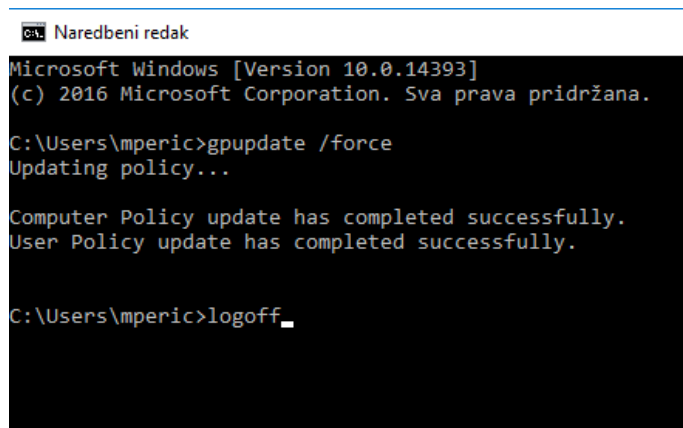 Naredbeni redak
Microsoft Windows [Version 10.0.14393]
(c) 2016 Microsoft Corporation. Sva prava pridržana.
C:\Users\mperic>gpupdate /force
Updating policy...
Computer Policy update has completed successfully.
User Policy update has completed successfully.
C:\Users\mperic>logoff